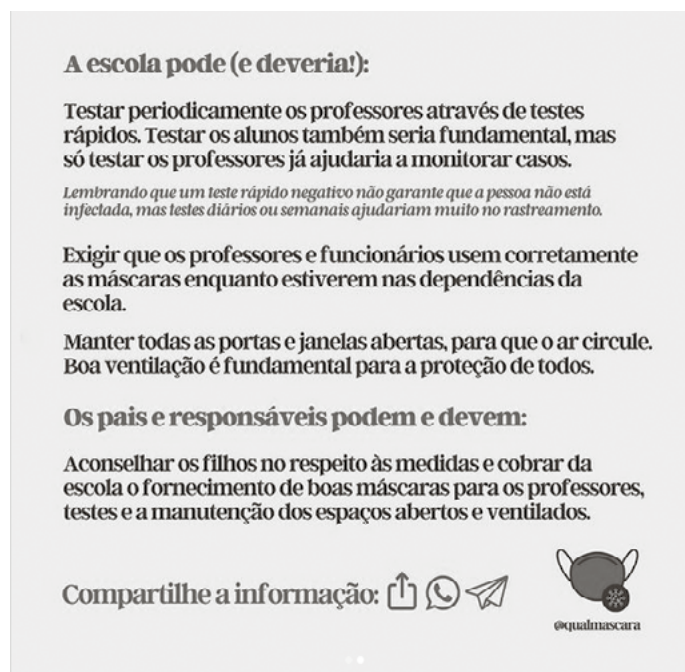 A escola pode (e deveria!):
Testar periodicamente os professores através de testes
rápidos. Testar os alunos também seria fundamental, mas
só testar os professores já ajudaria a monitorar casos.
Lembrando que um teste rápido negativo não garante que a pessoa não está
infectada, mas testes diários ou semanais ajudariam muito no rastreamento.
Exigir que os professores e funcionários usem corretamente
as máscaras enquanto estiverem nas dependências da
escola.
Manter todas as portas e janelas abertas, para que o ar circule.
Boa ventilação é fundamental para a proteção de todos.
Os pais e responsáveis podem e devem:
Aconselhar os filhos no respeito às medidas e cobrar da
escola o fornecimento de boas máscaras para os professores,
testes e a manutenção dos espaços abertos e ventilados.
Compartilhe a informação:
@qualmascara